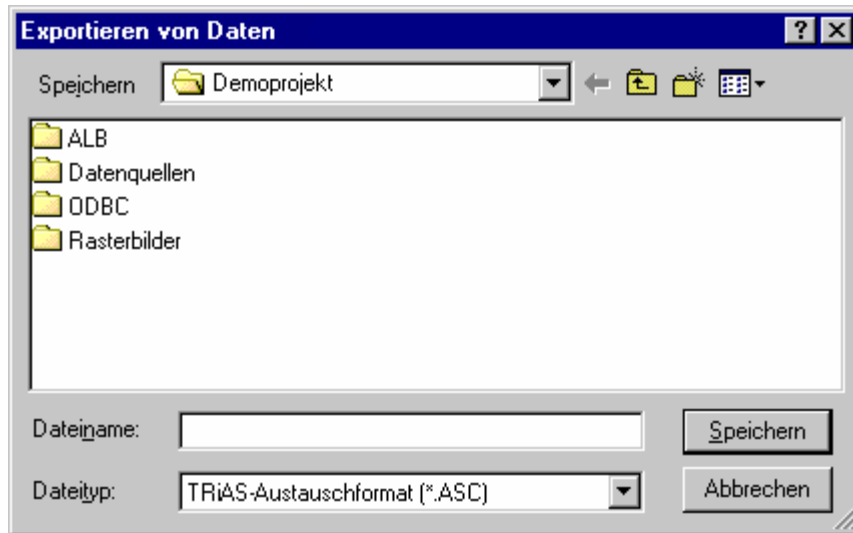 Exportieren von Daten
Speichern Demoprojekt
ALB
Datenquellen
ODBC
Rasterbilder
Dateiname: Speichern
Dateityp: TRiAS-Austauschformat (*.ASC) Abbrechen